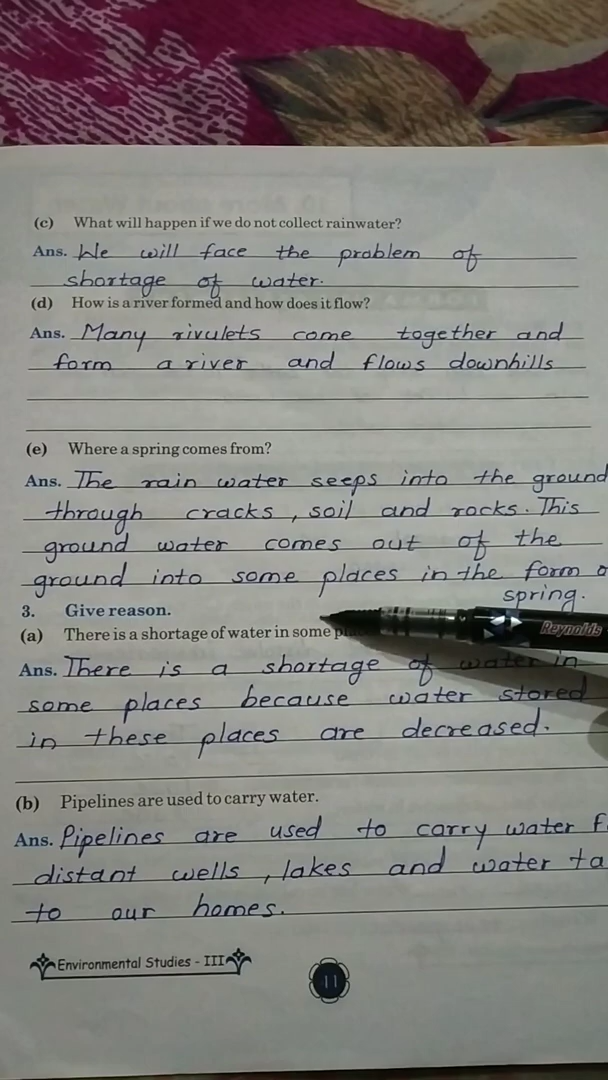 (c) What will happen if we do not collect rainwater?
Ans. We will face the problem of
shortage of water.
(d) How is a river formed and how does it flow?
Ans. Many rivulets come together and
form a river and flows downhills
(e) Where a spring comes from?
Ans. The rain water seeps into the ground
through cracks, soil and rocks. This
ground water comes out of the
ground into some places in the form
spring.
3. Give reason.
(a) There is a shortage of water in some
Reynolds
Ans. There is a shortage of water in
some places because water stored
in these places are decreased.
(b) Pipelines are used to carry water.
Ans. Pipelines are used to carry water
distant wells, lakes and water
to our homes.
Environmental Studies - III
11